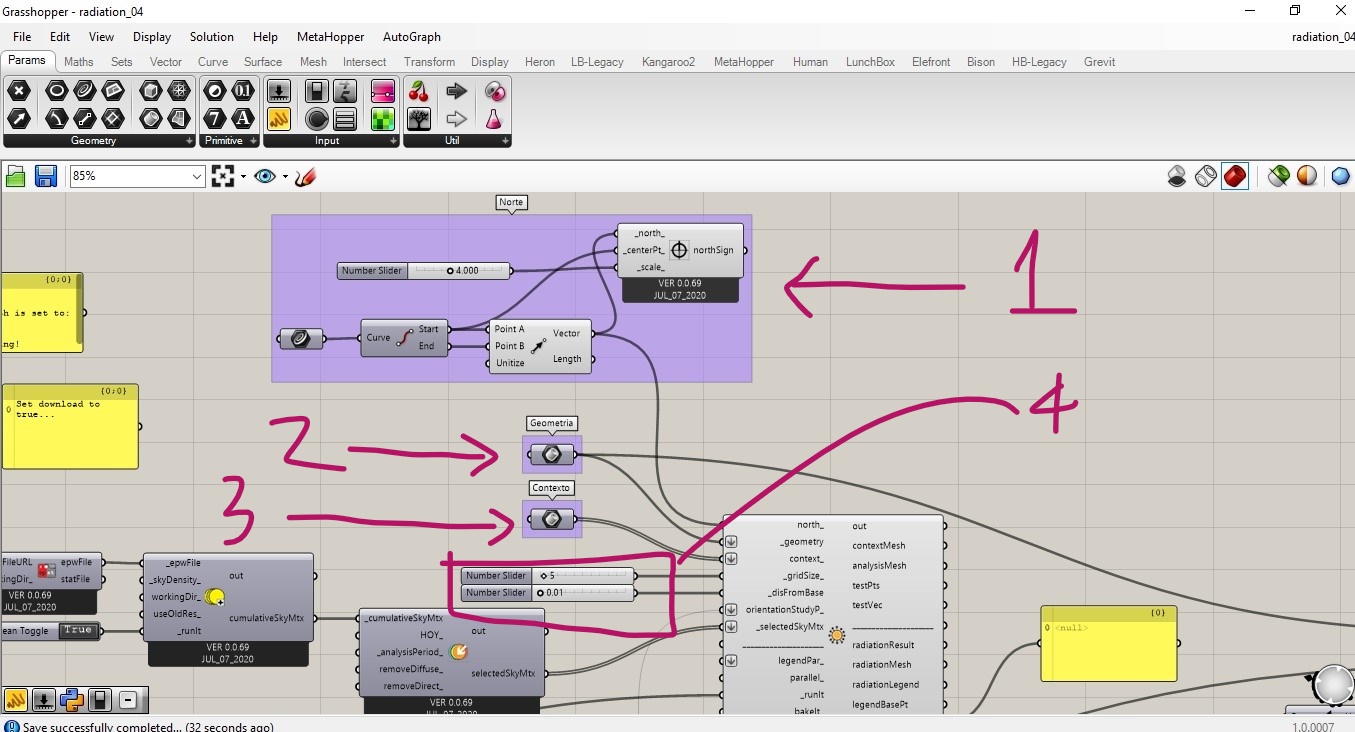 Grasshopper - radiation_04
File Edit View Display Solution Help MetaHopper AutoGraph radiation_04
Params Maths Sets Vector Curve Surface Mesh Intersect Transform Display Heron LB-Legacy Kangaroo2 MetaHopper Human LunchBox Elefront Bison HB-Legacy Grevit
0.1
7 A
Geometry Primitive Input Util
85%
Norte
_north_
_centerPt_ northSign
_scale_
VER 0.0.69
JUL_07_2020
Number Slider 4.000
Curve Start
End
Point A Vector
Point B
Unitize Length
1
{0;0}
h is set to:
ng!
{0;0}
0 Set download to
true...
4
Geometria
2
Contexto
3
north_ out
_geometry contextMesh
context_ analysisMesh
_gridSize_ testPts
_disFromBase testVec
orientationStudyP_
_selectedSkyMtx radiationResult
legendPar_ radiationMesh
parallel_ radiationLegend
_runIt legendBasePt
bakeIt
Number Slider 5
Number Slider 0.01
FileURL epwFile
kingDir_ statFile
VER 0.0.69
JUL_07_2020
ean Toggle True
_epwFile
_skyDensity_ out
workingDir_
useOldRes_ cumulativeSkyMtx
_runIt
VER 0.0.69
JUL_07_2020
_cumulativeSkyMtx
HOY_ out
_analysisPeriod_
removeDiffuse_ selectedSkyMtx
removeDirect_
VER 0.0.69
JUL_07_2020
{0}
0 <null>
Save successfully completed... (32 seconds ago) 1.0.0007